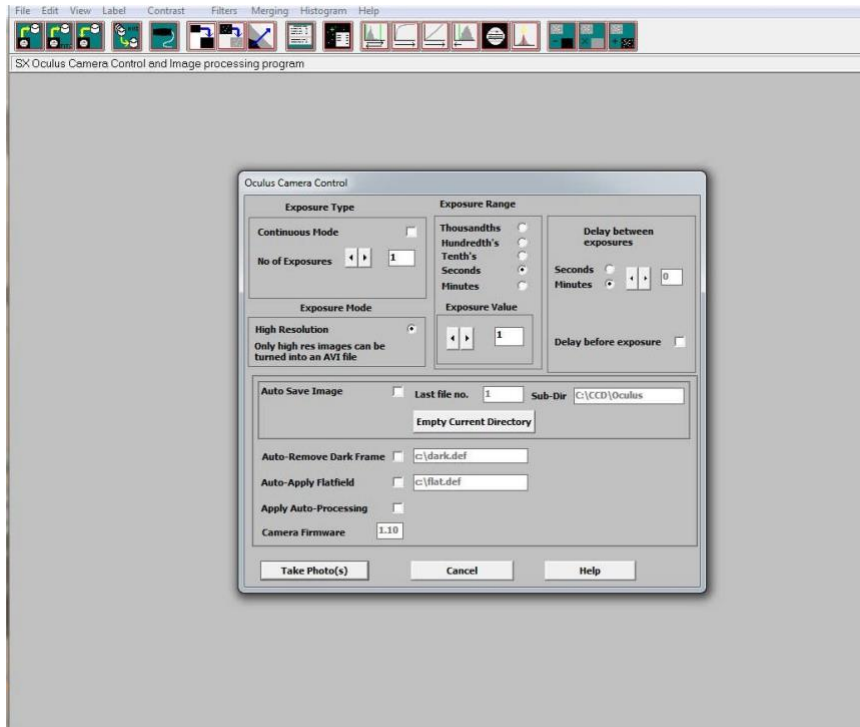 File Edit View Label Contrast Filters Merging Histogram Help
SX Oculus Camera Control and Image processing program
Oculus Camera Control
Exposure Type
Continuous Mode
No of Exposures 1
Exposure Mode
High Resolution
Only high res images can be
turned into an AVI file
Exposure Range
Thousandths
Hundredth's
Tenth's
Seconds
Minutes
Exposure Value
1
Delay between
exposures
Seconds
Minutes
0
Delay before exposure
Auto Save Image Last file no. 1 Sub-Dir C:\CCD\Oculus
Empty Current Directory
Auto-Remove Dark Frame c:\dark.def
Auto-Apply Flatfield c:\flat.def
Apply Auto-Processing
Camera Firmware 1.10
Take Photo(s) Cancel Help